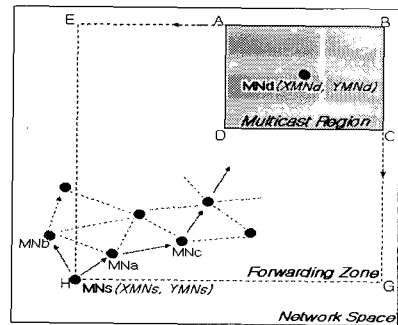 E
A
B
MNd (XMNd, YMNd)
Multicast Region
D
C
MNb
MNa
MNc
H
MNs (XMNs, YMNs)
Forwarding Zone
G
Network Space